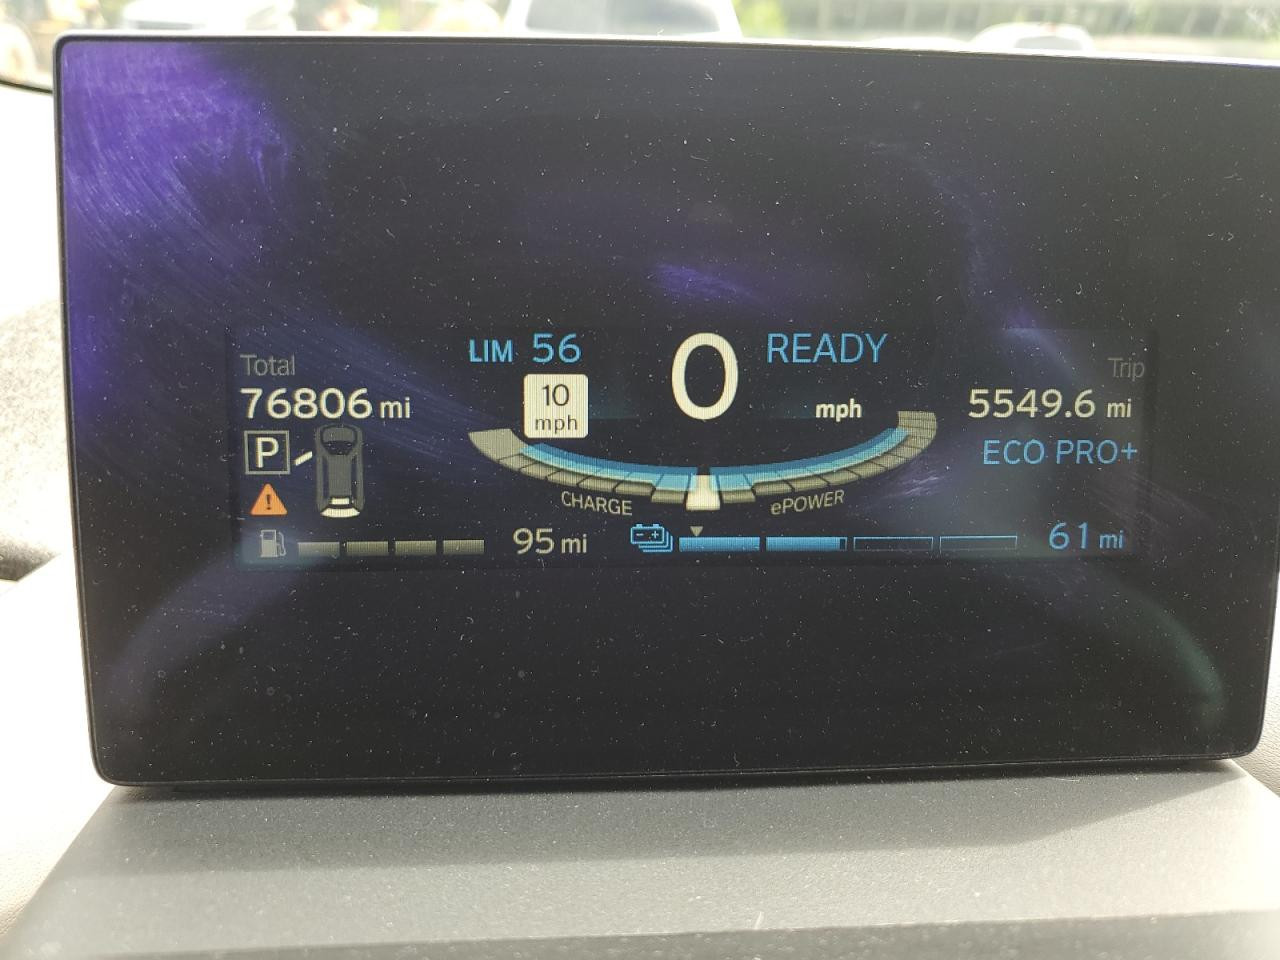 Total
76806 mi
P
LIM 56
10
mph
0
READY
mph
Trip
5549.6 mi
ECO PRO+
CHARGE
ePOWER
95 mi
61 mi